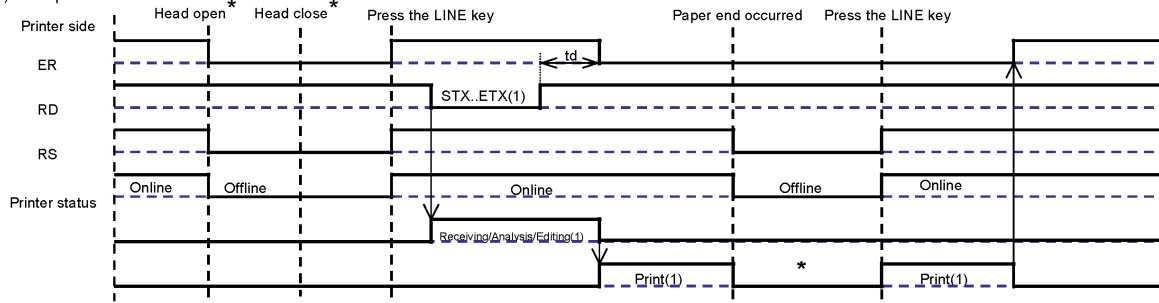 Head open* Head close* Press the LINE key Paper end occurred Press the LINE key
Printer side
ER td
RD STX..ETX(1)
RS
Online Offline Online Offline Online
Printer status
Receiving/Analysis/Editing(1)
Print(1) * Print(1)